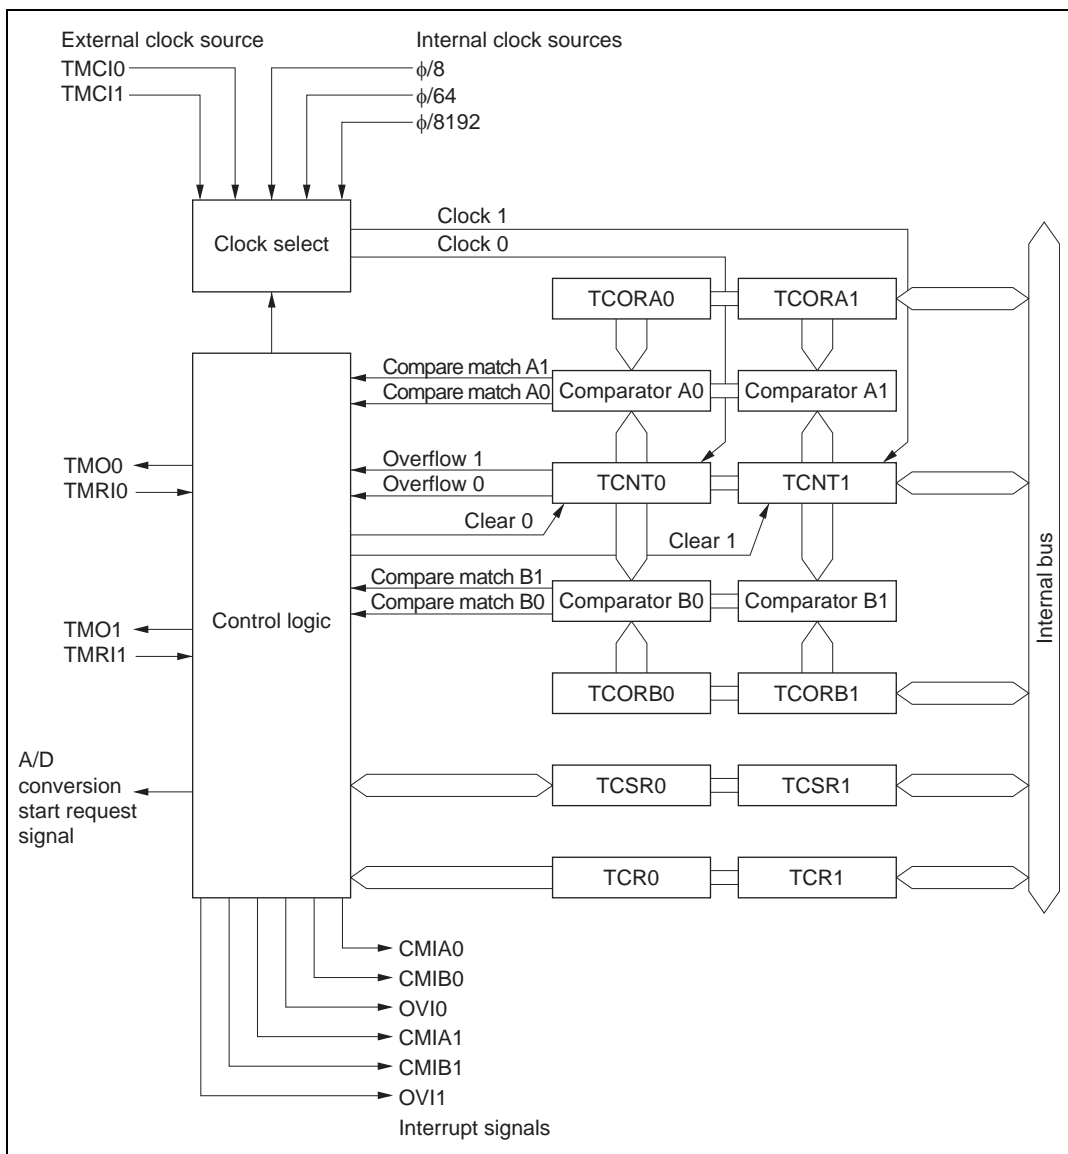 External clock source
Internal clock sources
TMCI0
TMCI1
ϕ/8
ϕ/64
ϕ/8192
Clock select
Clock 1
Clock 0
TCORA0
TCORA1
Compare match A1
Compare match A0
Comparator A0
Comparator A1
TMO0
TMRI0
Overflow 1
Overflow 0
TCNT0
TCNT1
Clear 0
Clear 1
Internal bus
Compare match B1
Compare match B0
Comparator B0
Comparator B1
Control logic
TMO1
TMRI1
TCORB0
TCORB1
A/D
conversion
start request
signal
TCSR0
TCSR1
TCR0
TCR1
CMIA0
CMIB0
OVI0
CMIA1
CMIB1
OVI1
Interrupt signals